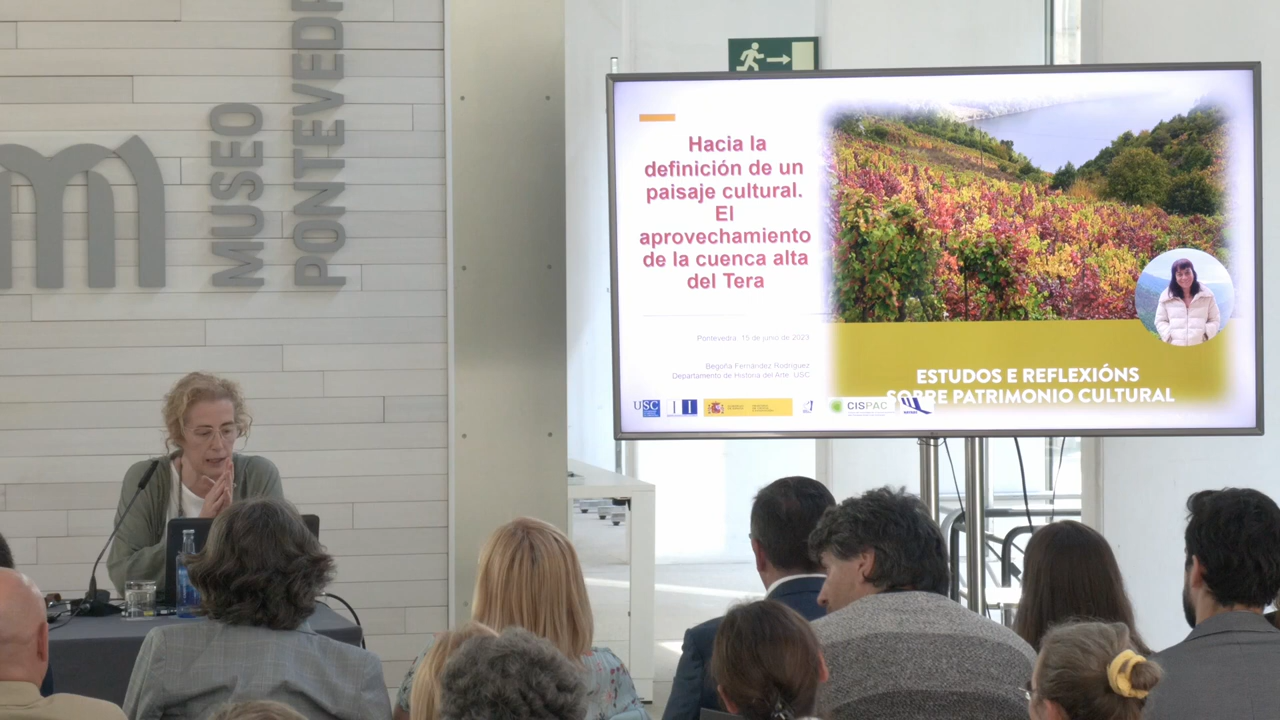 MUSEO
PONTEVEDR
Hacia la
definición de un
paisaje cultural.
El
aprovechamiento
de la cuenca alta
del Tera
Pontevedra, 15 de junio de 2023
Begoña Fernández Rodríguez
Departamento de Historia del Arte. USC
ESTUDOS E REFLEXIÓNS
SOBRE PATRIMONIO CULTURAL
USC
CISPAC